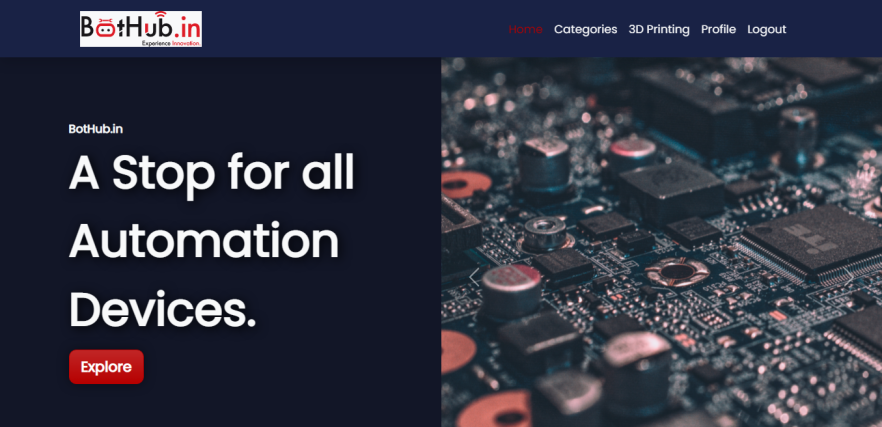 BotHub.in
Experience Innovation.
Home Categories 3D Printing Profile Logout
BotHub.in
A Stop for all
Automation
Devices.
Explore